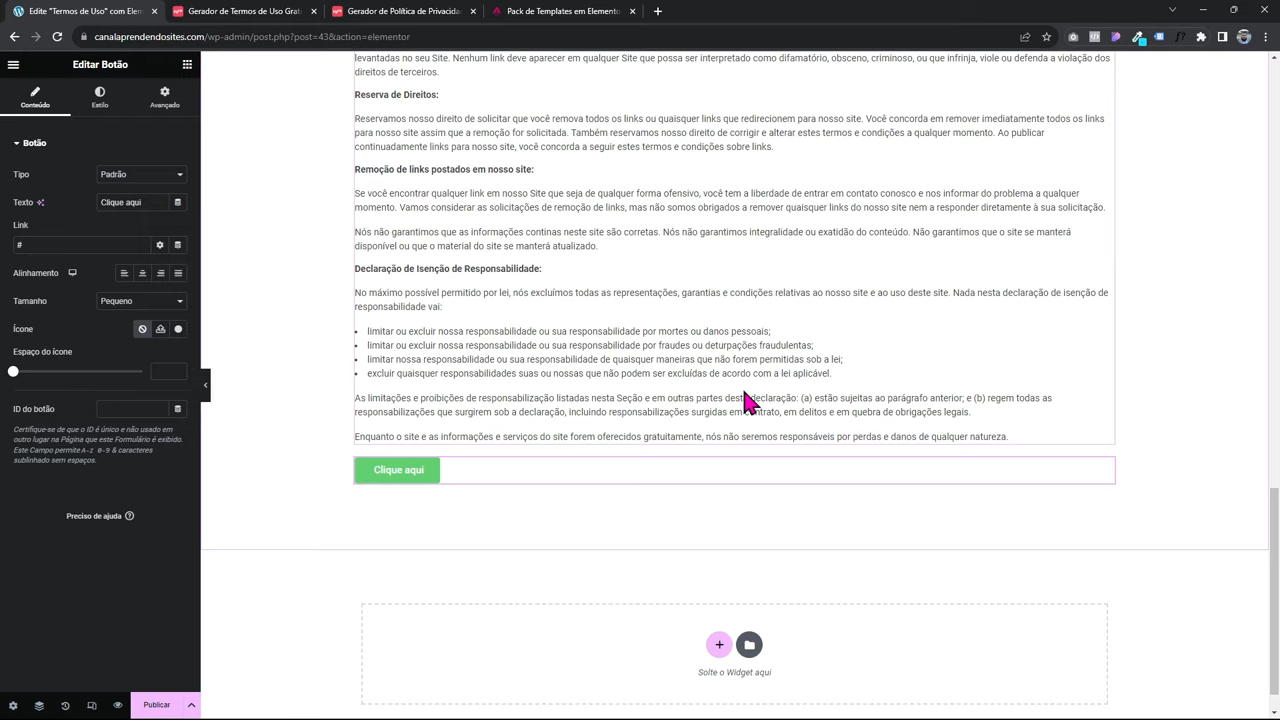 Edite "Termos de Uso" com Elem
Gerador de Termos de Uso Grat
Gerador de Política de Privacidad
Pack de Templates em Elemento
canalaprendendosites.com/wp-admin/post.php?post=43&action=elementor
Editar Botão
Conteúdo
Estilo
Avançado
Botão
Tipo
Padrão
Texto
Clique aqui
Link
#
Alinhamento
Tamanho
Pequeno
Ícone
Espaço do ícone
ID do botão
Certifique-se de que o ID é único e não usado em
outro lugar na Página que este Formulário é exibido.
Este Campo permite A-z 0-9 & caracteres
sublinhado sem espaços.
Preciso de ajuda
Publicar
levantadas no seu Site. Nenhum link deve aparecer em qualquer Site que possa ser interpretado como difamatório, obsceno, criminoso, ou que infrinja, viole ou defenda a violação dos
direitos de terceiros.
Reserva de Direitos:
Reservamos nosso direito de solicitar que você remova todos os links ou quaisquer links que redirecionem para nosso site. Você concorda em remover imediatamente todos os links
para nosso site assim que a remoção for solicitada. Também reservamos nosso direito de corrigir e alterar estes termos e condições a qualquer momento. Ao publicar
continuadamente links para nosso site, você concorda a seguir estes termos e condições sobre links.
Remoção de links postados em nosso site:
Se você encontrar qualquer link em nosso Site que seja de qualquer forma ofensivo, você tem a liberdade de entrar em contato conosco e nos informar do problema a qualquer
momento. Vamos considerar as solicitações de remoção de links, mas não somos obrigados a remover quaisquer links do nosso site nem a responder diretamente à sua solicitação.
Nós não garantimos que as informações continas neste site são corretas. Nós não garantimos integralidade ou exatidão do conteúdo. Não garantimos que o site se manterá
disponível ou que o material do site se manterá atualizado.
Declaração de Isenção de Responsabilidade:
No máximo possível permitido por lei, nós excluímos todas as representações, garantias e condições relativas ao nosso site e ao uso deste site. Nada nesta declaração de isenção de
responsabilidade vai:
• limitar ou excluir nossa responsabilidade ou sua responsabilidade por mortes ou danos pessoais;
• limitar ou excluir nossa responsabilidade ou sua responsabilidade por fraudes ou deturpações fraudulentas;
• limitar nossa responsabilidade ou sua responsabilidade de quaisquer maneiras que não forem permitidas sob a lei;
• excluir quaisquer responsabilidades suas ou nossas que não podem ser excluídas de acordo com a lei aplicável.
As limitações e proibições de responsabilização listadas nesta Seção e em outras partes desta declaração: (a) estão sujeitas ao parágrafo anterior; e (b) regem todas as
responsabilizações que surgirem sob a declaração, incluindo responsabilizações surgidas em contrato, em delitos e em quebra de obrigações legais.
Enquanto o site e as informações e serviços do site forem oferecidos gratuitamente, nós não seremos responsáveis por perdas e danos de qualquer natureza.
Clique aqui
Solte o Widget aqui